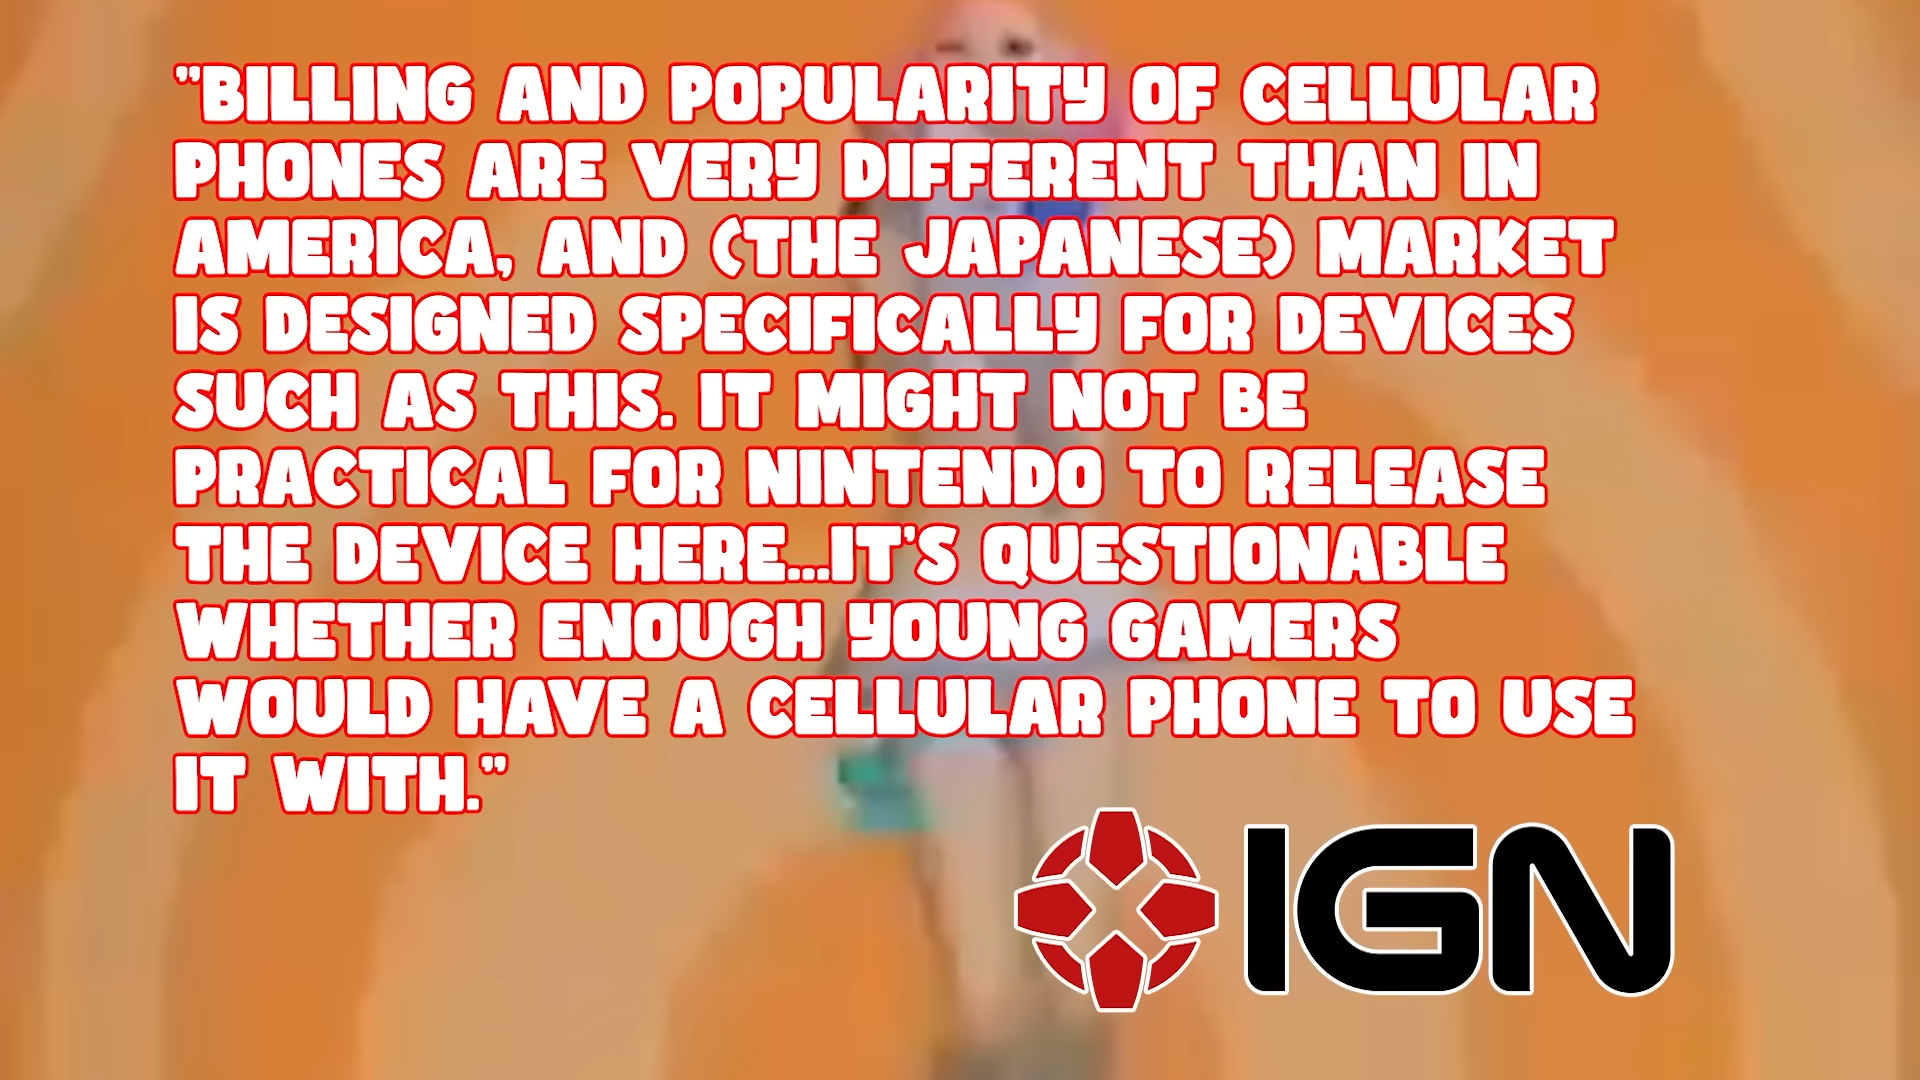 "BILLING AND POPULARITY OF CELLULAR
PHONES ARE VERY DIFFERENT THAN IN
AMERICA, AND (THE JAPANESE) MARKET
IS DESIGNED SPECIFICALLY FOR DEVICES
SUCH AS THIS. IT MIGHT NOT BE
PRACTICAL FOR NINTENDO TO RELEASE
THE DEVICE HERE...IT'S QUESTIONABLE
WHETHER ENOUGH YOUNG GAMERS
WOULD HAVE A CELLULAR PHONE TO USE
IT WITH."
IGN